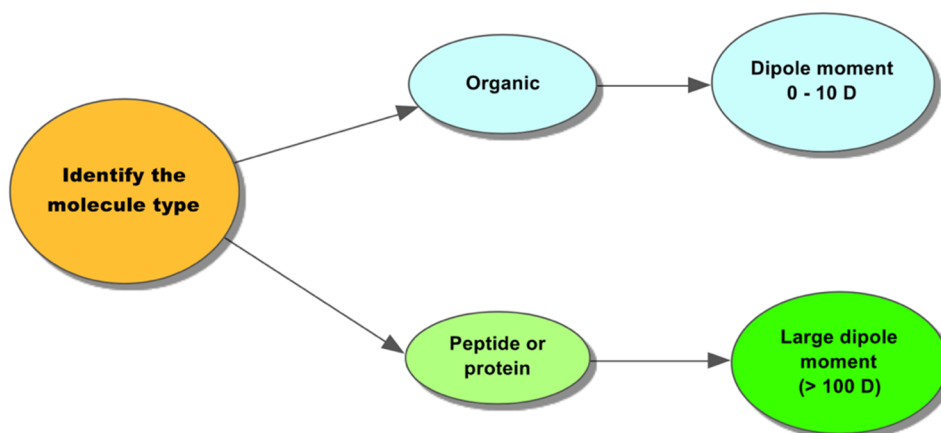 Identify the
molecule type
Organic
Dipole moment
0 - 10 D
Peptide or
protein
Large dipole
moment
(> 100 D)